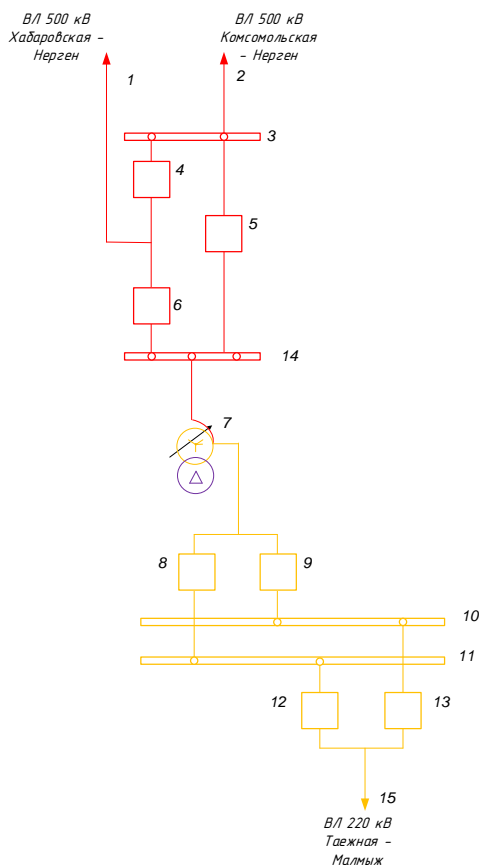 ВЛ 500 кВ
Хабаровская -
Нерген
ВЛ 500 кВ
Комсомольская
- Нерген
1
2
3
4
5
6
14
7
8
9
10
11
12
13
15
ВЛ 220 кВ
Таежная -
Малмыж